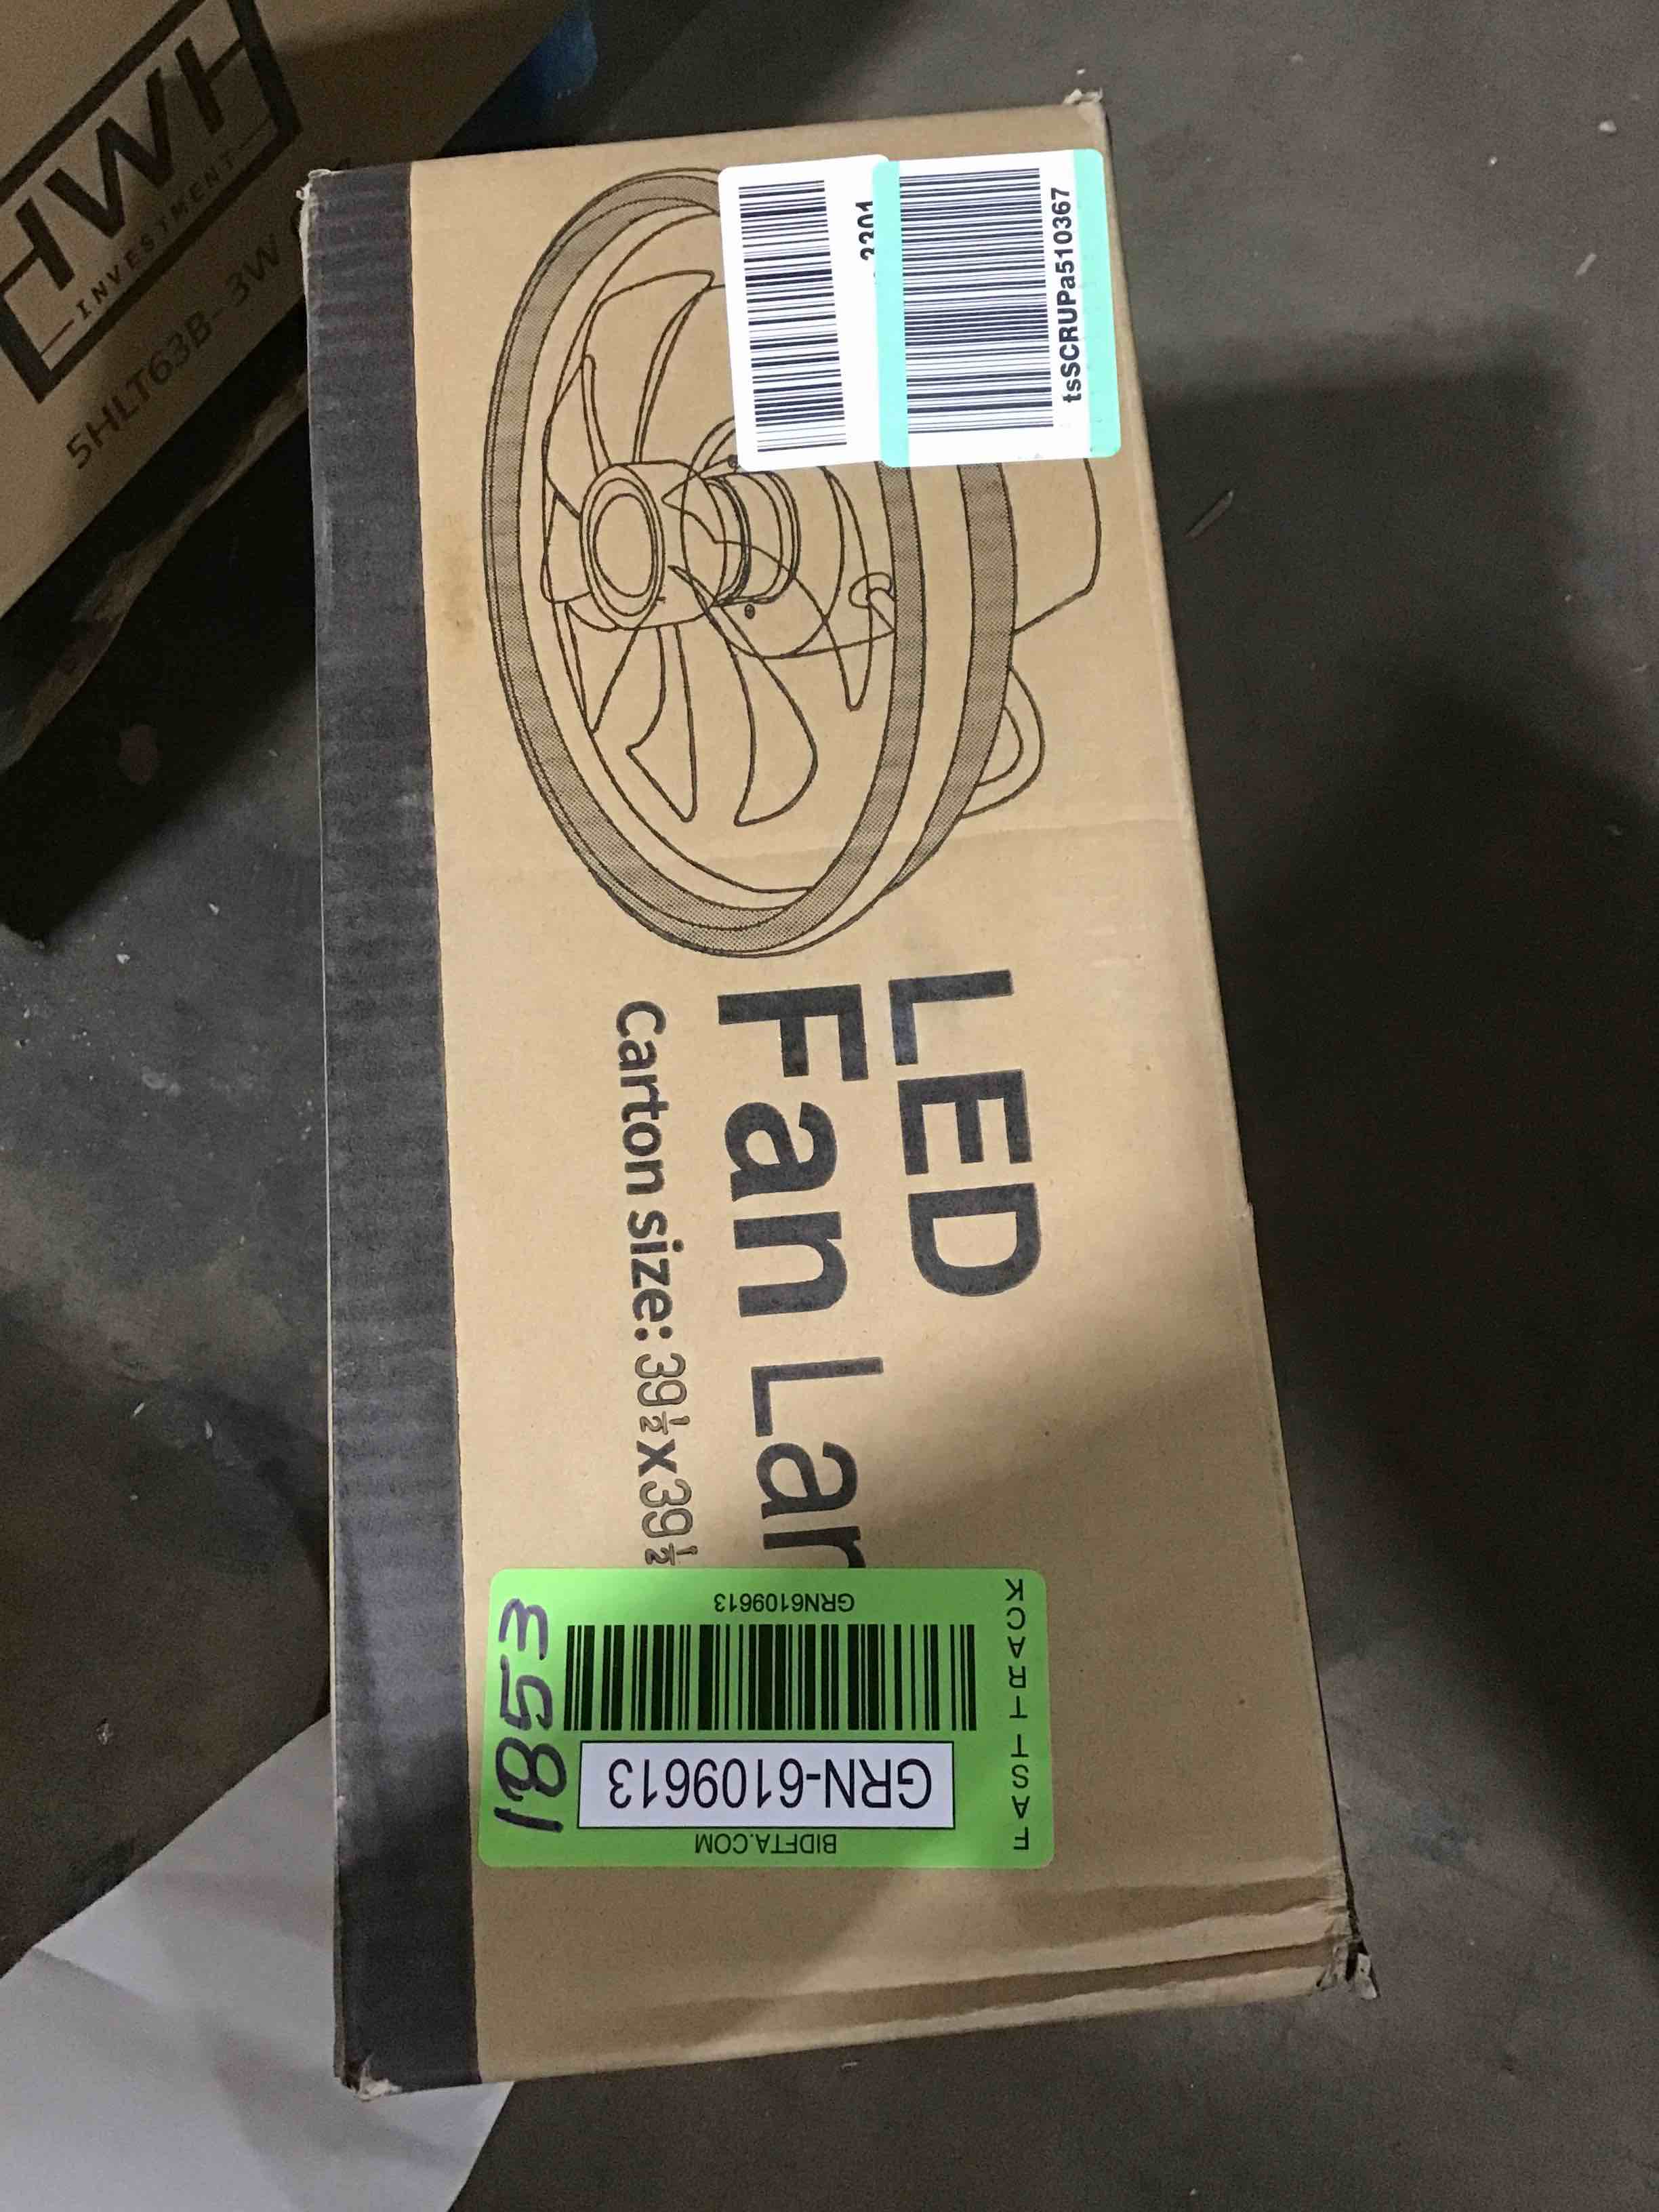 HWH
INVESTMENT
5HLT63B-3W
2201
tsSCRUPa510367
LED
Fan Lam
Carton size: 39½x39½
FAST TRACK
BIDFTA.COM
GRN-6109613
GRN6109613
1853